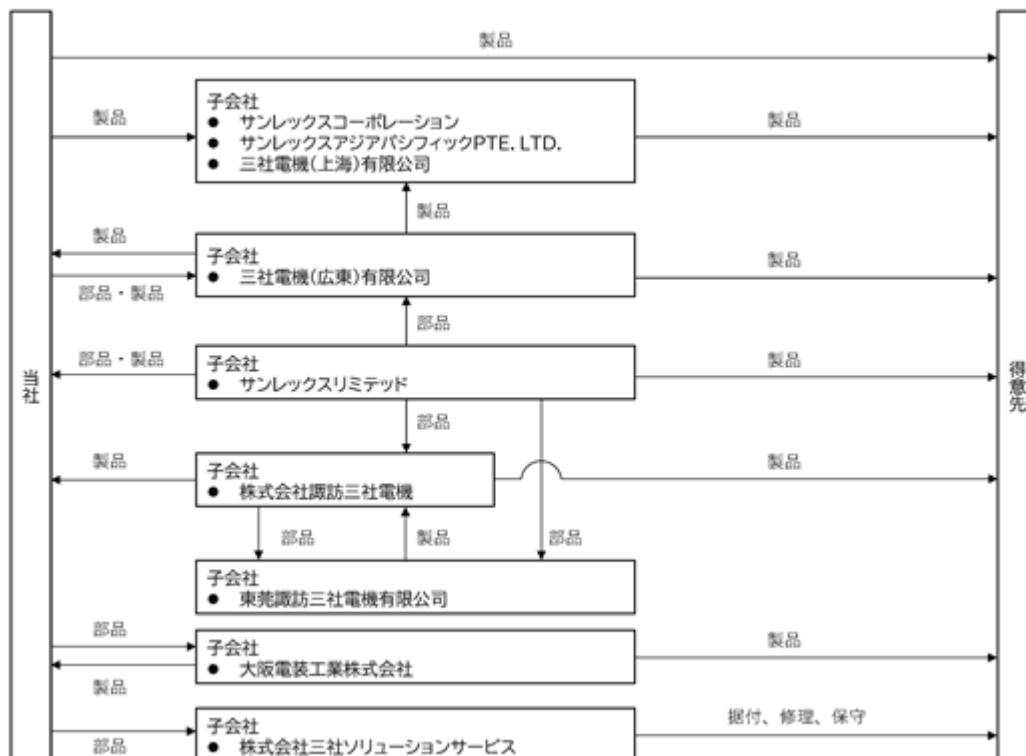 製品
製品
子会社
● サンレックスコーポレーション
● サンレックスアジアパシフィックPTE. LTD.
● 三社電機(上海)有限公司
製品
製品
製品
子会社
● 三社電機(広東)有限公司
製品
部品・製品
部品
部品・製品
子会社
● サンレックスリミテッド
製品
当社
得意先
部品
製品
子会社
● 株式会社諏訪三社電機
製品
部品
製品
部品
子会社
● 東莞諏訪三社電機有限公司
部品
子会社
● 大阪電装工業株式会社
製品
製品
部品
子会社
● 株式会社三社ソリューションサービス
据付、修理、保守